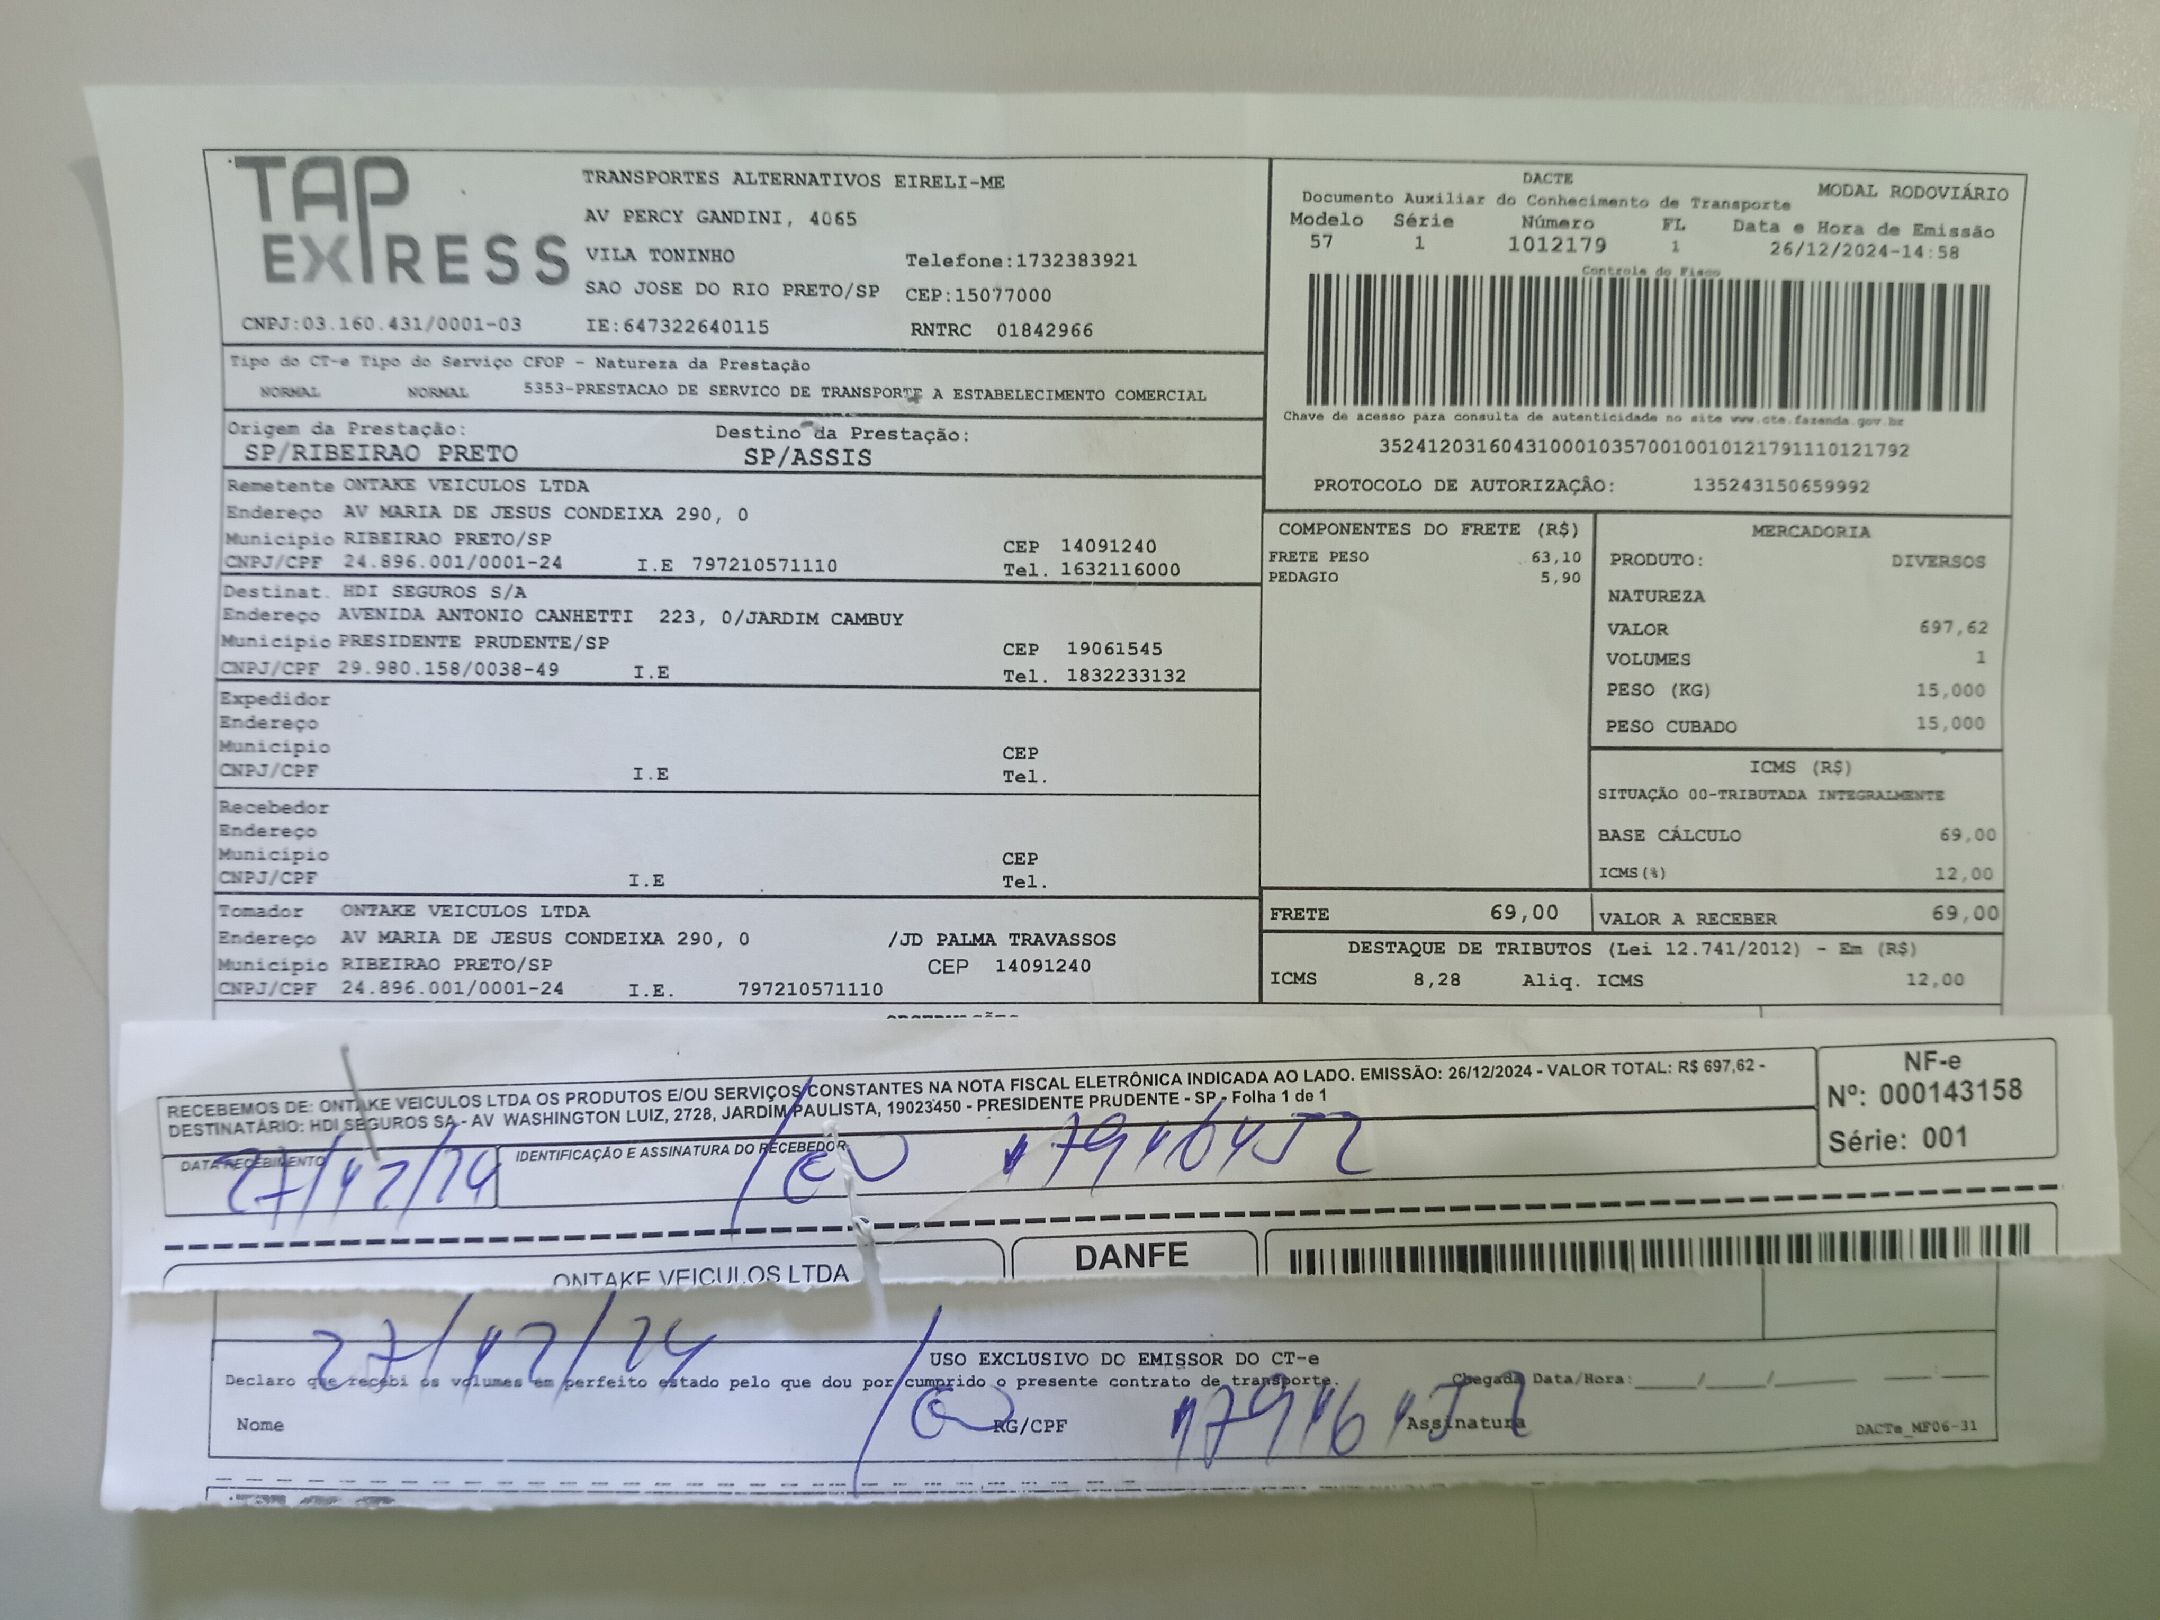 TAP EXPRESS
TRANSPORTES ALTERNATIVOS EIRELI-ME
AV PERCY GANDINI, 4065
VILA TONINHO Telefone:1732383921
SAO JOSE DO RIO PRETO/SP CEP:15077000
CNPJ:03.160.431/0001-03 IE:647322640115 RNTRC 01842966
DACTE MODAL RODOVIÁRIO
Documento Auxiliar do Conhecimento de Transporte
Modelo Série Número FL Data e Hora de Emissão
57 1 1012179 1 26/12/2024-14:58
Controle do Fisco
Chave de acesso para consulta de autenticidade no site www.cte.fazenda.gov.br
35241203160431000103570010010121791110121792
PROTOCOLO DE AUTORIZAÇÂO: 135243150659992
Tipo do CT-e Tipo do Serviço CFOP - Natureza da Prestação
NORMAL NORMAL 5353-PRESTACAO DE SERVICO DE TRANSPORTE A ESTABELECIMENTO COMERCIAL
Origem da Prestação: Destino da Prestação:
SP/RIBEIRAO PRETO SP/ASSIS
Remetente ONTAKE VEICULOS LTDA
Endereço AV MARIA DE JESUS CONDEIXA 290, 0
Município RIBEIRAO PRETO/SP CEP 14091240
CNPJ/CPF 24.896.001/0001-24 I.E 797210571110 Tel. 1632116000
Destinat. HDI SEGUROS S/A
Endereço AVENIDA ANTONIO CANHETTI 223, 0/JARDIM CAMBUY
Município PRESIDENTE PRUDENTE/SP CEP 19061545
CNPJ/CPF 29.980.158/0038-49 I.E Tel. 1832233132
Expedidor
Endereço
Município CEP
CNPJ/CPF I.E Tel.
Recebedor
Endereço
Município CEP
CNPJ/CPF I.E Tel.
Tomador ONTAKE VEICULOS LTDA
Endereço AV MARIA DE JESUS CONDEIXA 290, 0 /JD PALMA TRAVASSOS
Município RIBEIRAO PRETO/SP CEP 14091240
CNPJ/CPF 24.896.001/0001-24 I.E. 797210571110
COMPONENTES DO FRETE (R$)
FRETE PESO 63,10
PEDAGIO 5,90
MERCADORIA
PRODUTO: DIVERSOS
NATUREZA
VALOR 697,62
VOLUMES 1
PESO (KG) 15,000
PESO CUBADO 15,000
ICMS (R$)
SITUAÇÃO 00-TRIBUTADA INTEGRALMENTE
BASE CÁLCULO 69,00
ICMS(%) 12,00
FRETE 69,00 VALOR A RECEBER 69,00
DESTAQUE DE TRIBUTOS (Lei 12.741/2012) - Em (R$)
ICMS 8,28 Aliq. ICMS 12,00
RECEBEMOS DE: ONTAKE VEICULOS LTDA OS PRODUTOS E/OU SERVIÇOS CONSTANTES NA NOTA FISCAL ELETRÔNICA INDICADA AO LADO. EMISSÃO: 26/12/2024 - VALOR TOTAL: R$ 697,62 -
DESTINATÁRIO: HDI SEGUROS SA - AV WASHINGTON LUIZ, 2728, JARDIM PAULISTA, 19023450 - PRESIDENTE PRUDENTE - SP - Folha 1 de 1
NF-e
Nº: 000143158
Série: 001
DATA RECEBIMENTO IDENTIFICAÇÃO E ASSINATURA DO RECEBEDOR
27/12/24
ONTAKE VEICULOS LTDA DANFE
27/12/24
USO EXCLUSIVO DO EMISSOR DO CT-e
Declaro que recebi os volumes em perfeito estado pelo que dou por cumprido o presente contrato de transporte. Chegada Data/Hora:
Nome RG/CPF Assinatura DACTe_MF06-31